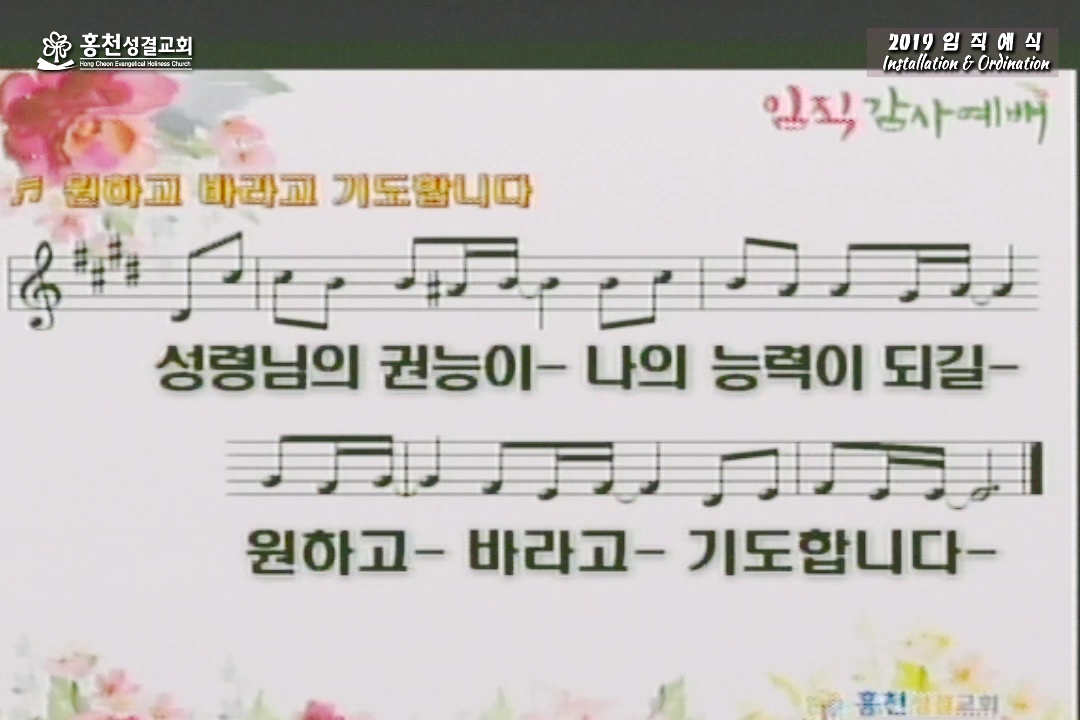 홍천성결교회
Hong Cheon Evangelical Holiness Church
2019 임 직 예 식
Installation & Ordination
임직 감사예배
♬ 원하고 바라고 기도합니다
성령님의 권능이- 나의 능력이 되길-
원하고- 바라고- 기도합니다-
홍천성결교회